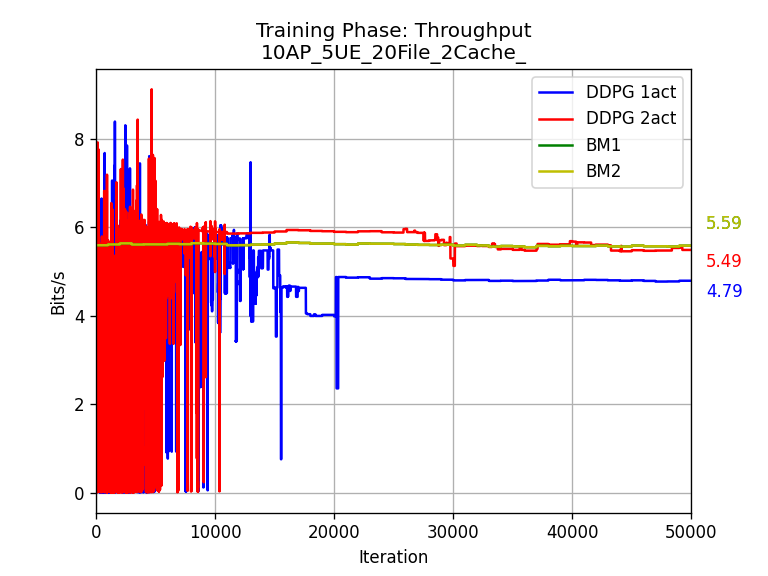 Training Phase: Throughput
10AP_5UE_20File_2Cache_
DDPG 1act
DDPG 2act
BM1
BM2
Bits/s
8
6
4
2
0
5.59
5.49
4.79
0
10000
20000
30000
40000
50000
Iteration